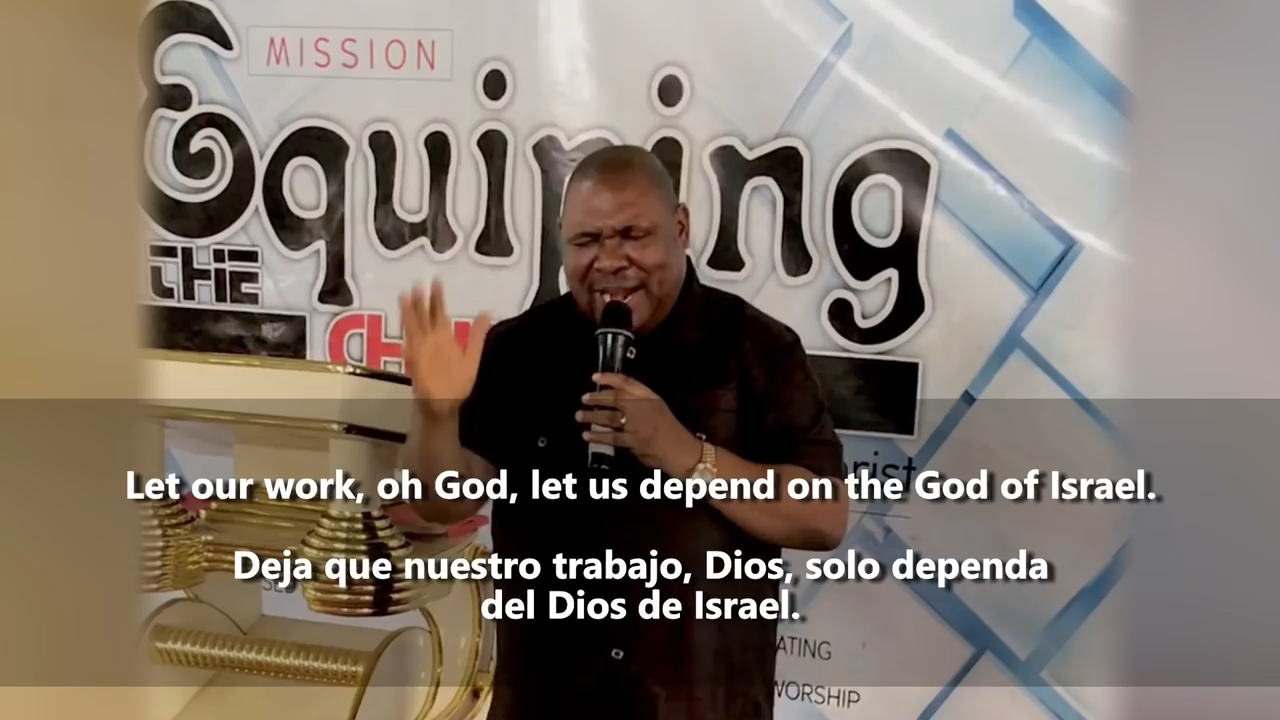 MISSION
Equiping
THE
Let our work, oh God, let us depend on the God of Israel.
Deja que nuestro trabajo, Dios, solo dependa
del Dios de Israel.
WORSHIP